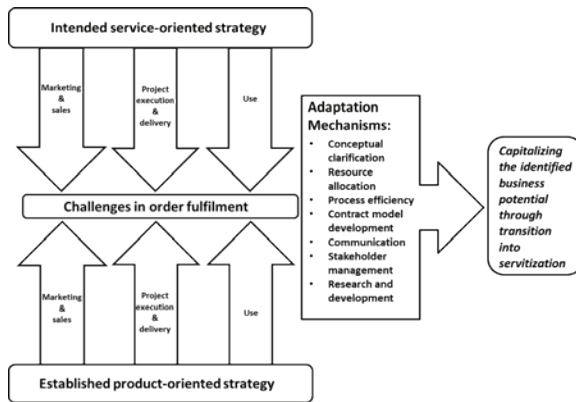 Intended service-oriented strategy
Marketing
&
sales
Project
execution
&
delivery
Use
Challenges in order fulfilment
Marketing
&
sales
Project
execution
&
delivery
Use
Established product-oriented strategy
Adaptation
Mechanisms:
• Conceptual
clarification
• Resource
allocation
• Process efficiency
• Contract model
development
• Communication
• Stakeholder
management
• Research and
development
Capitalizing
the identified
business
potential
through
transition
into
servitization